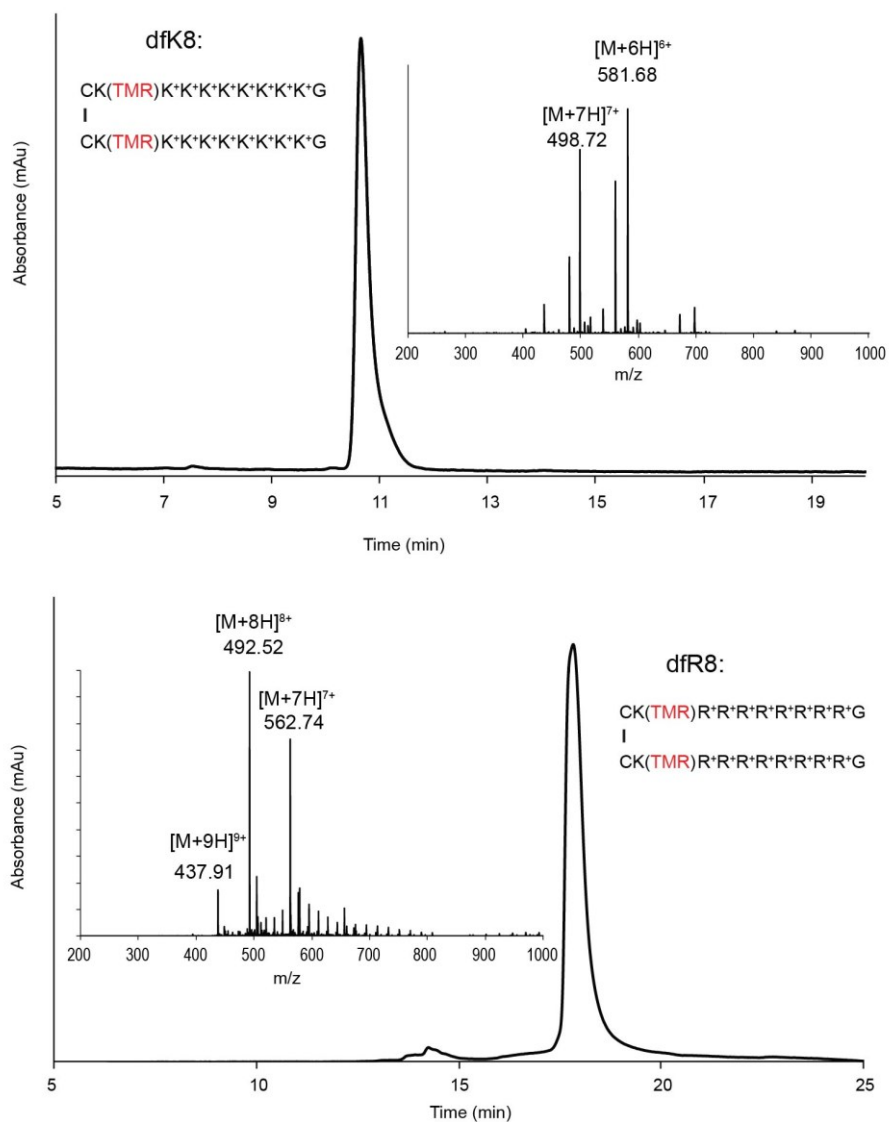 dfK8:
CK(TMR)K⁺K⁺K⁺K⁺K⁺K⁺K⁺K⁺G
CK(TMR)K⁺K⁺K⁺K⁺K⁺K⁺K⁺K⁺G
[M+6H]⁶⁺
581.68
[M+7H]⁷⁺
498.72
200 300 400 500 600 700 800 900 1000
m/z
Absorbance (mAu)
5 7 9 11 13 15 17 19
Time (min)
[M+8H]⁸⁺
492.52
[M+7H]⁷⁺
562.74
[M+9H]⁹⁺
437.91
200 300 400 500 600 700 800 900 1000
m/z
dfR8:
CK(TMR)R⁺R⁺R⁺R⁺R⁺R⁺R⁺R⁺G
CK(TMR)R⁺R⁺R⁺R⁺R⁺R⁺R⁺R⁺G
Absorbance (mAu)
5 10 15 20 25
Time (min)